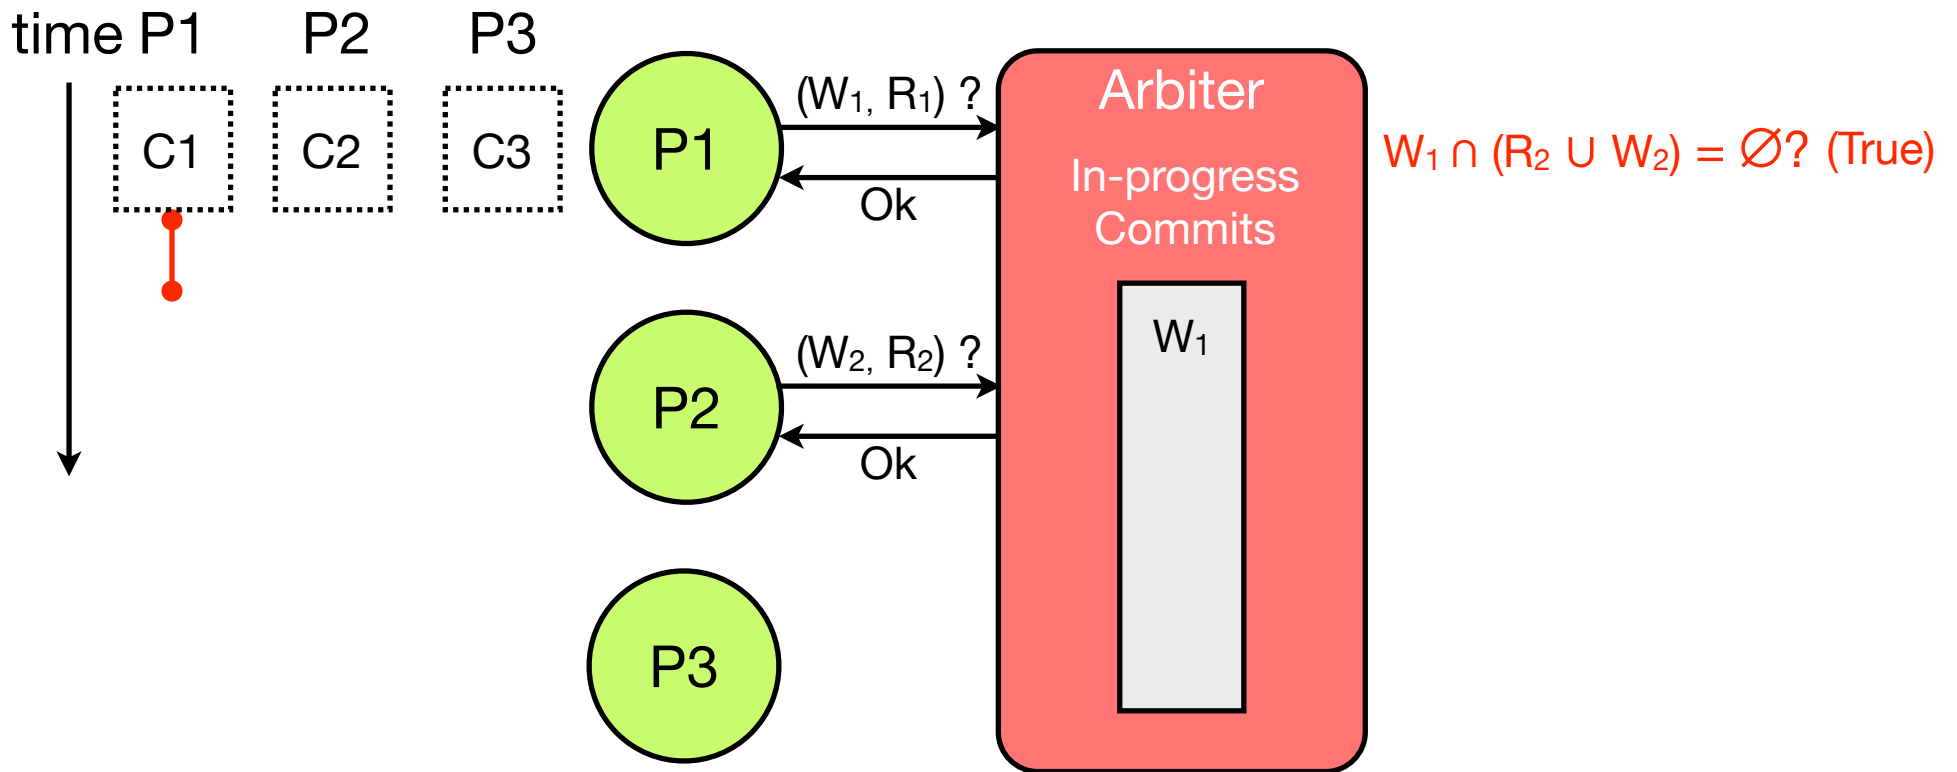 time P1 P2 P3
C1 C2 C3
P1
(W₁, R₁) ?
Ok
Arbiter
In-progress
Commits
W₁
W₁ ∩ (R₂ ∪ W₂) = ∅? (True)
P2
(W₂, R₂) ?
Ok
P3